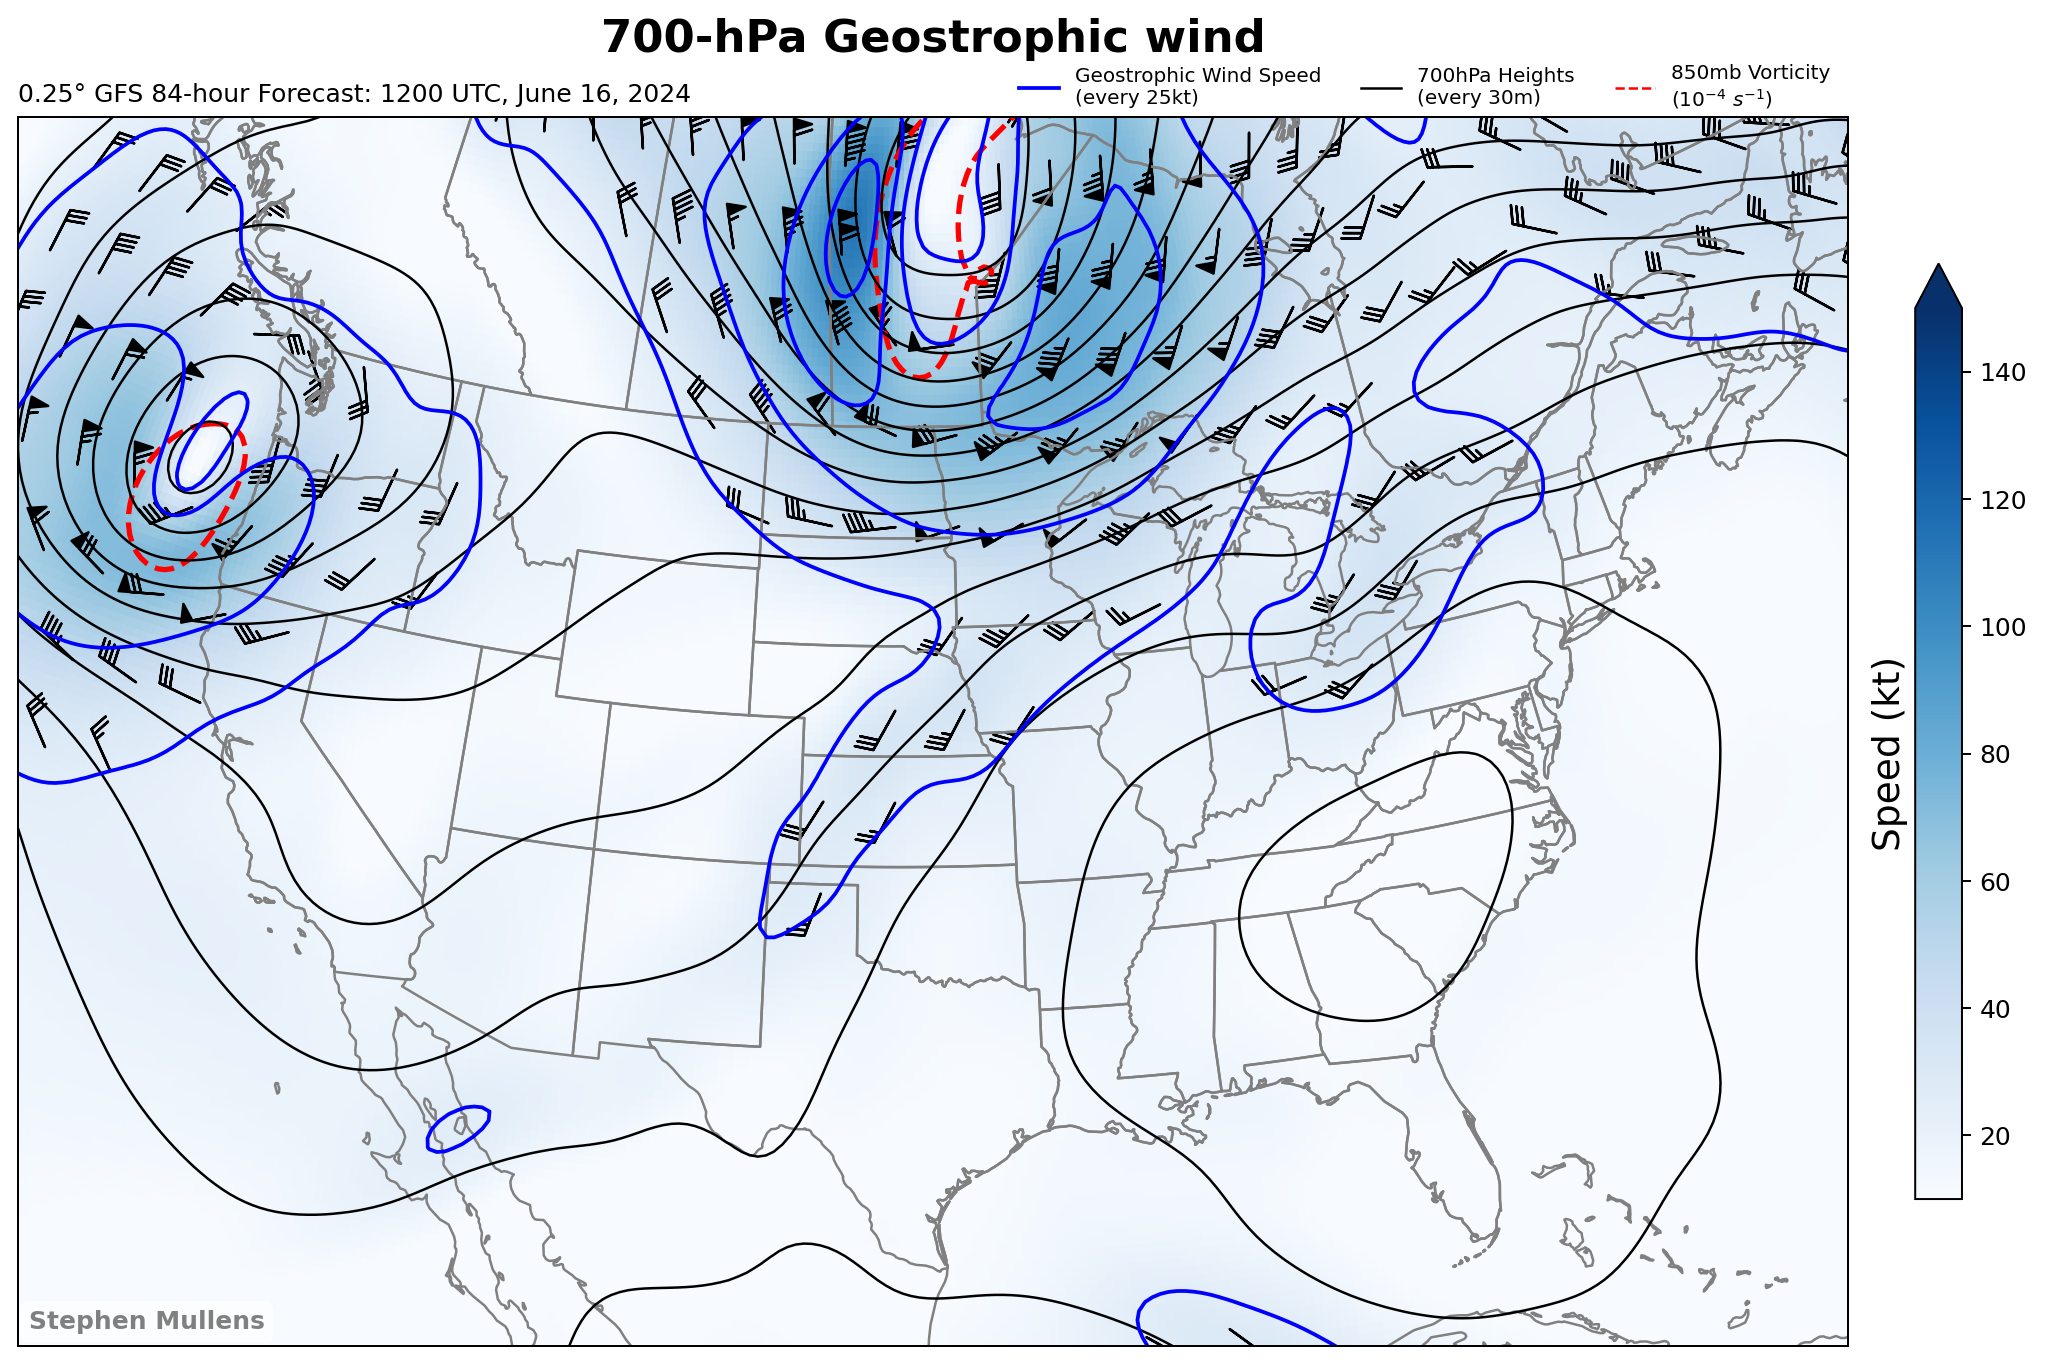 700-hPa Geostrophic wind
0.25° GFS 84-hour Forecast: 1200 UTC, June 16, 2024
Geostrophic Wind Speed
(every 25kt)
700hPa Heights
(every 30m)
850mb Vorticity
(10⁻⁴ s⁻¹)
140
120
100
80
60
40
20
Speed (kt)
Stephen Mullens